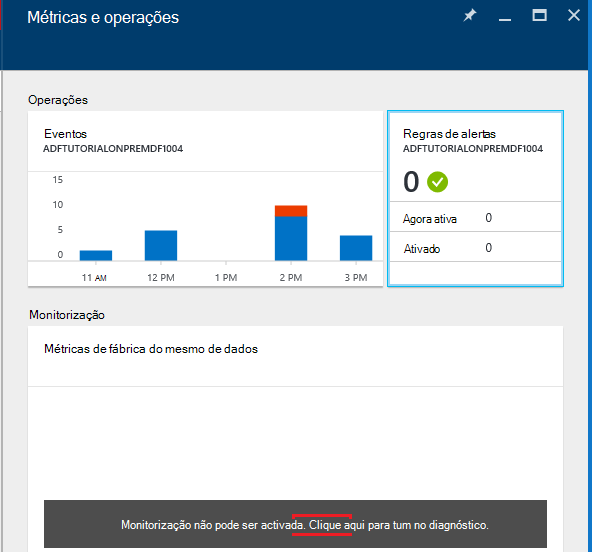 Métricas e operações
Operações
Eventos
ADFTUTORIALONPREMDF1004
15
10
5
0
11 AM
12 PM
1 PM
2 PM
3 PM
Regras de alertas
ADFTUTORIALONPREMDF1004
0
Agora ativa 0
Ativado 0
Monitorização
Métricas de fábrica do mesmo de dados
Monitorização não pode ser activada. Clique aqui para tum no diagnóstico.